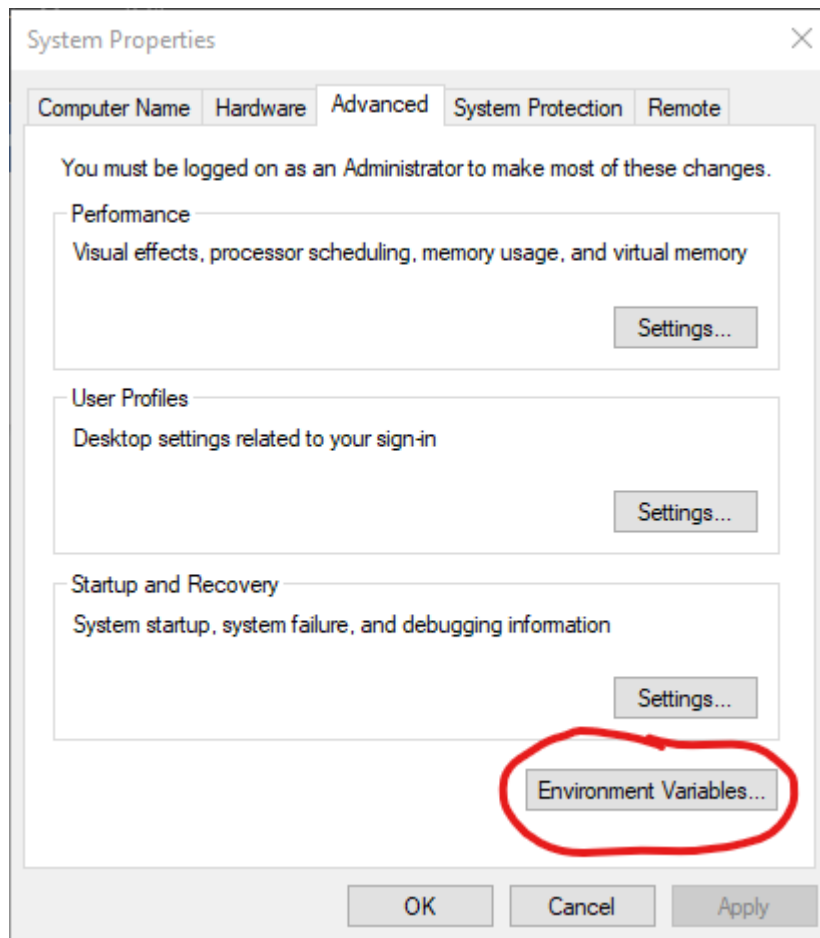 System Properties
Computer Name Hardware Advanced System Protection Remote
You must be logged on as an Administrator to make most of these changes.
Performance
Visual effects, processor scheduling, memory usage, and virtual memory
Settings...
User Profiles
Desktop settings related to your sign-in
Settings...
Startup and Recovery
System startup, system failure, and debugging information
Settings...
Environment Variables...
OK Cancel Apply